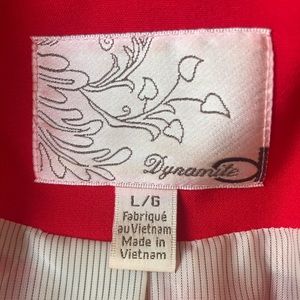 Dynamite
L/G
Fabriqué
au Vietnam
Made in
Vietnam